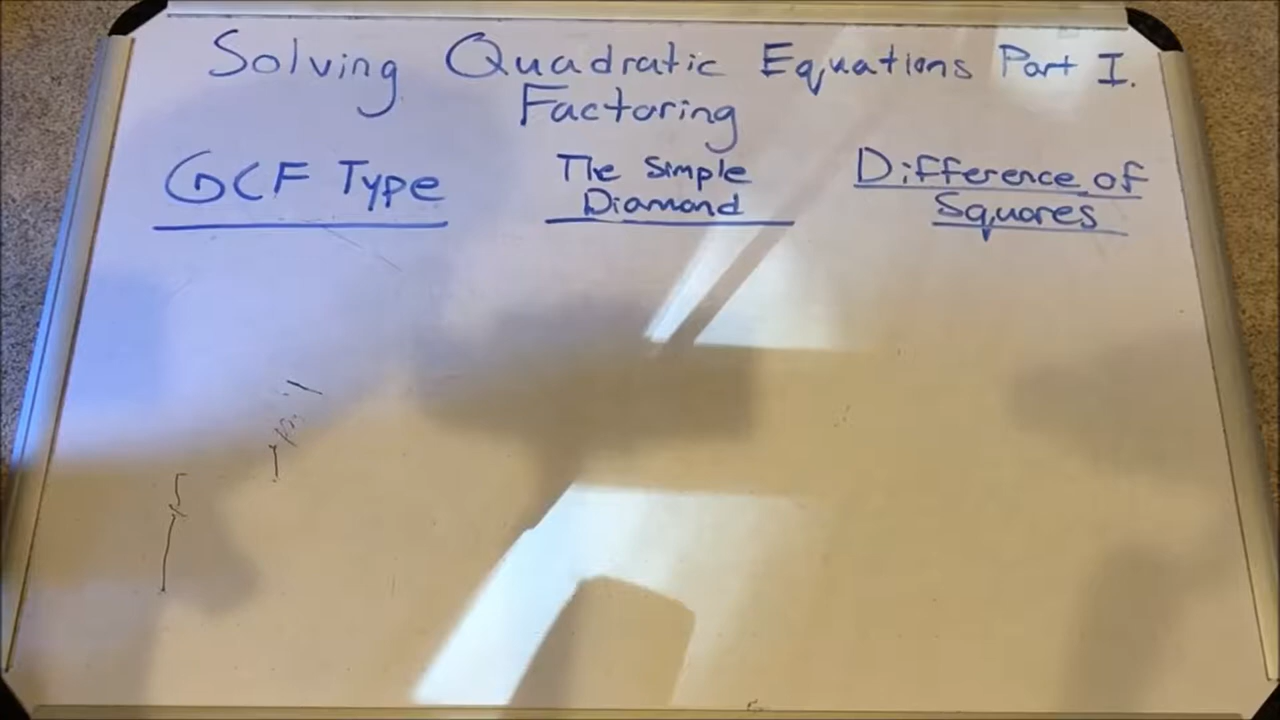 Solving Quadratic Equations Part I.
Factoring
GCF Type
The Simple
Diamond
Difference of
Squares